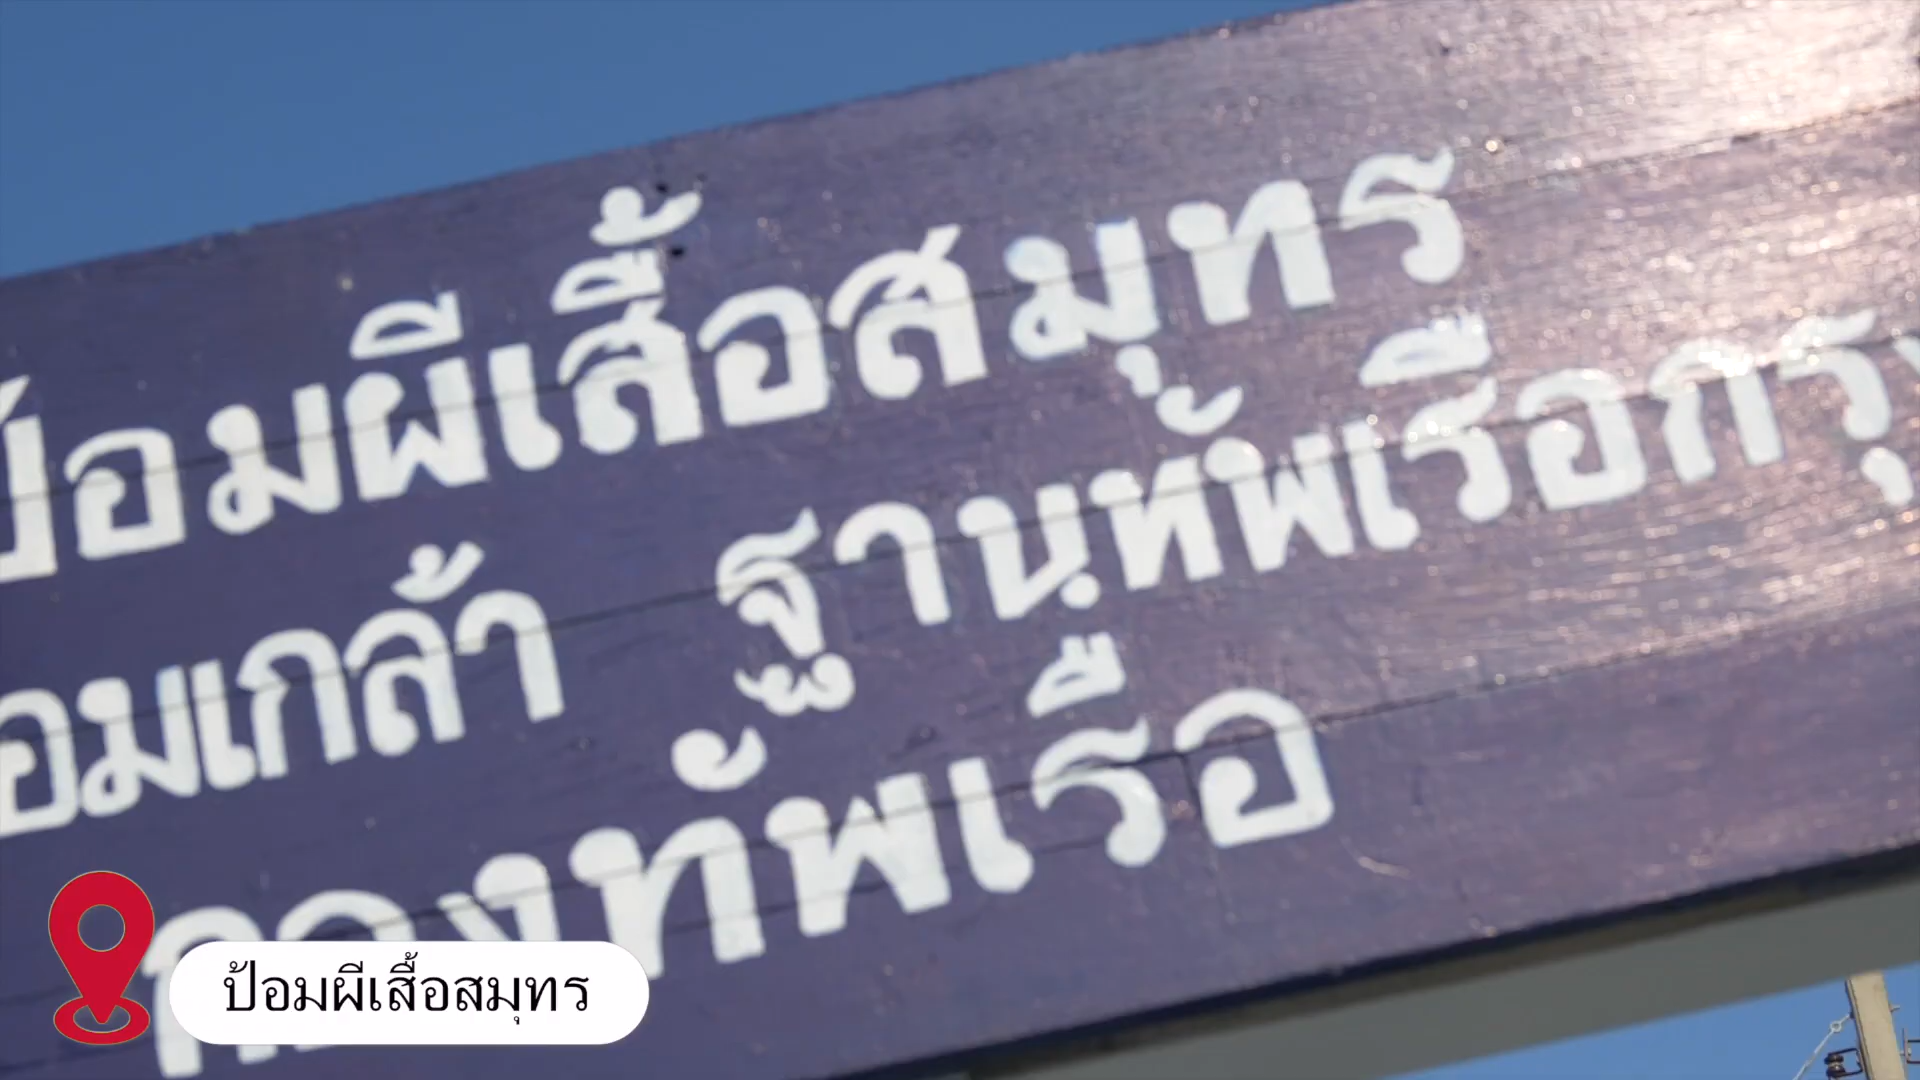 ป้อมผีเสื้อสมุทร
อมเกล้า ฐานทัพเรือกรุ
กองทัพเรือ
ป้อมผีเสื้อสมุทร